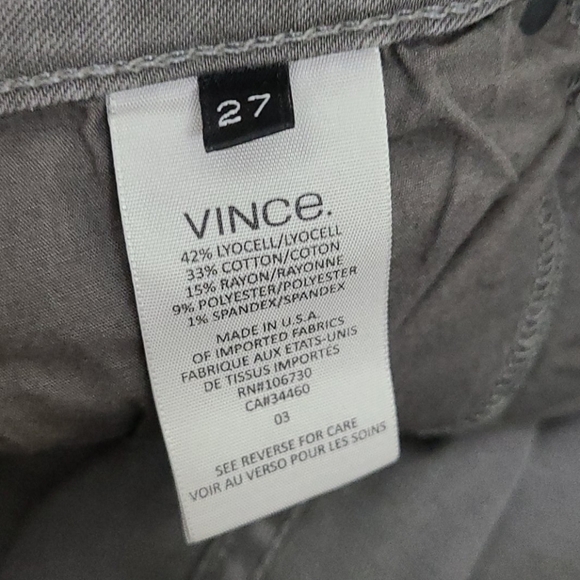 27
VINCe.
42% LYOCELL/LYOCELL
33% COTTON/COTON
15% RAYON/RAYONNE
9% POLYESTER/POLYESTER
1% SPANDEX/SPANDEX
MADE IN U.S.A.
OF IMPORTED FABRICS
FABRIQUE AUX ETATS-UNIS
DE TISSUS IMPORTÉS
RN#106730
CA#34460
03
SEE REVERSE FOR CARE
VOIR AU VERSO POUR LES SOINS